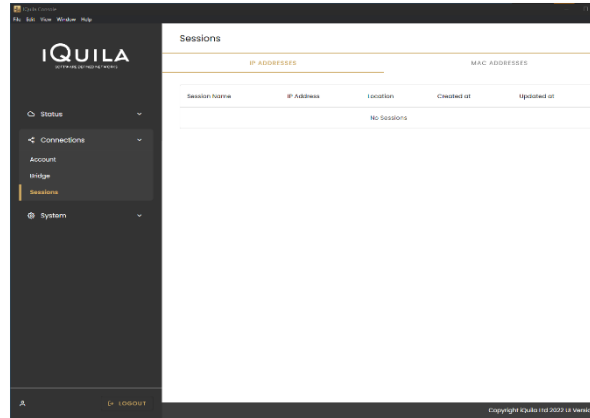 iQuila Console
File Edit View Window Help
IQUILA
SOFTWARE DEFINED NETWORKS
Status
Connections
Account
Bridge
Sessions
System
LOGOUT
Sessions
IP ADDRESSES MAC ADDRESSES
Session Name IP Address Location Created at Updated at
No Sessions
Copyright iQuila Ltd 2022 UI Versio